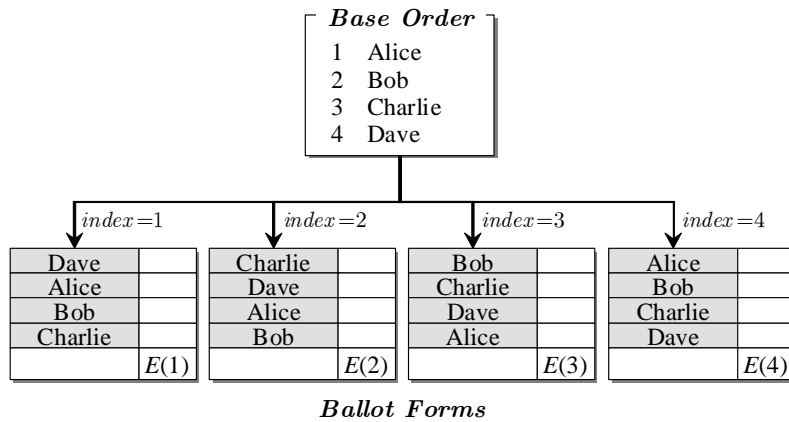 Base Order
1 Alice
2 Bob
3 Charlie
4 Dave
index=1 index=2 index=3 index=4
Dave Charlie Bob Alice
Alice Dave Charlie Bob
Bob Alice Dave Charlie
Charlie Bob Alice Dave
E(1) E(2) E(3) E(4)
Ballot Forms